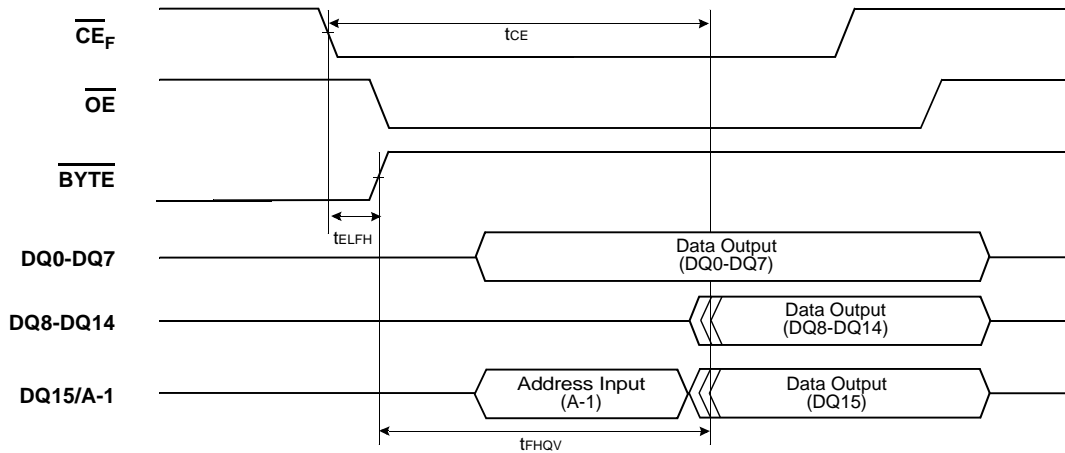 CEF
tCE
OE
BYTE
tELFH
DQ0-DQ7
Data Output
(DQ0-DQ7)
DQ8-DQ14
Data Output
(DQ8-DQ14)
DQ15/A-1
Address Input
(A-1)
Data Output
(DQ15)
tFHQV